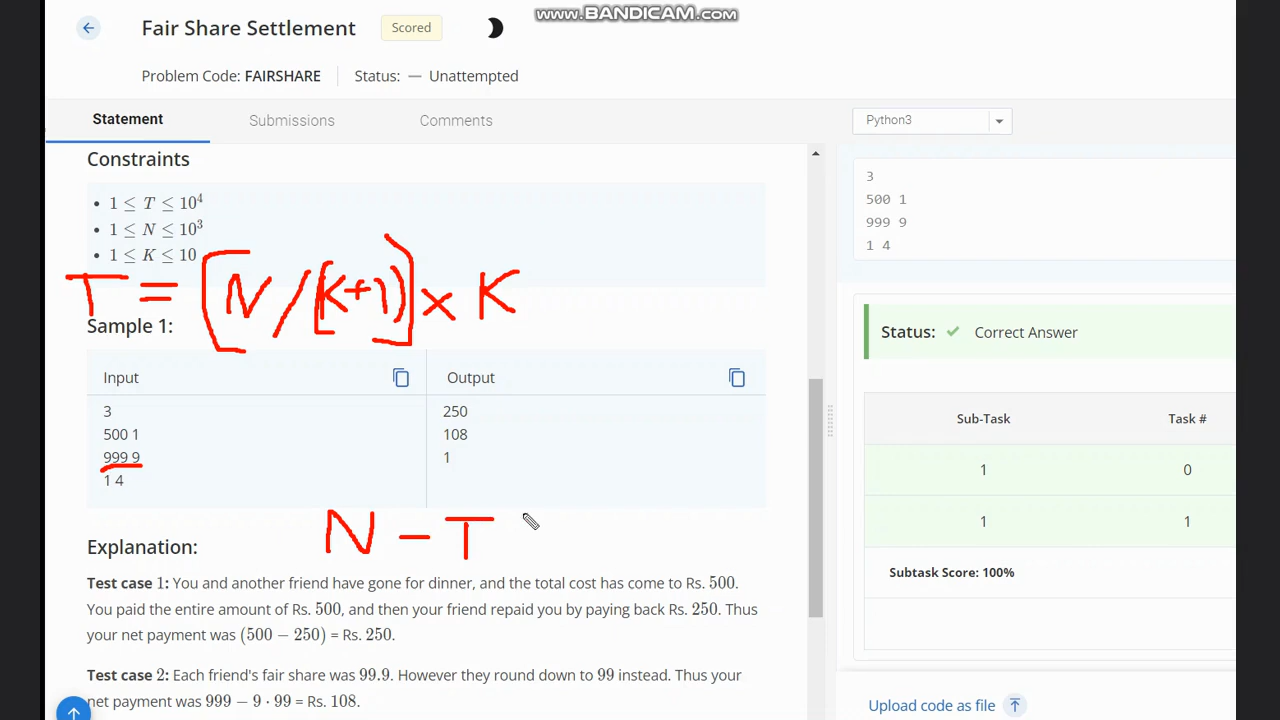 www.BANDICAM.com
Fair Share Settlement
Scored
Problem Code: FAIRSHARE
Status: — Unattempted
Statement
Submissions
Comments
Constraints
• 1 ≤ T ≤ 10⁴
• 1 ≤ N ≤ 10³
• 1 ≤ K ≤ 10
T = [N/[K+1)] × K
Sample 1:
Input
Output
3
500 1
999 9
1 4
250
108
1
N - T
Explanation:
Test case 1: You and another friend have gone for dinner, and the total cost has come to Rs. 500.
You paid the entire amount of Rs. 500, and then your friend repaid you by paying back Rs. 250. Thus
your net payment was (500 − 250) = Rs. 250.
Test case 2: Each friend's fair share was 99.9. However they round down to 99 instead. Thus your
net payment was 999 − 9 · 99 = Rs. 108.
Python3
3
500 1
999 9
1 4
Status: ✓ Correct Answer
Sub-Task
Task #
1
0
1
1
Subtask Score: 100%
Upload code as file